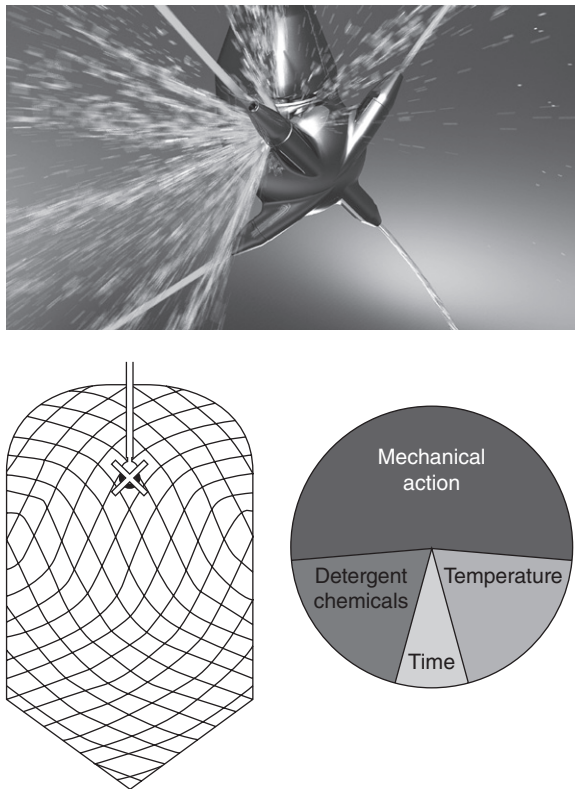 Mechanical
action
Detergent
chemicals
Temperature
Time